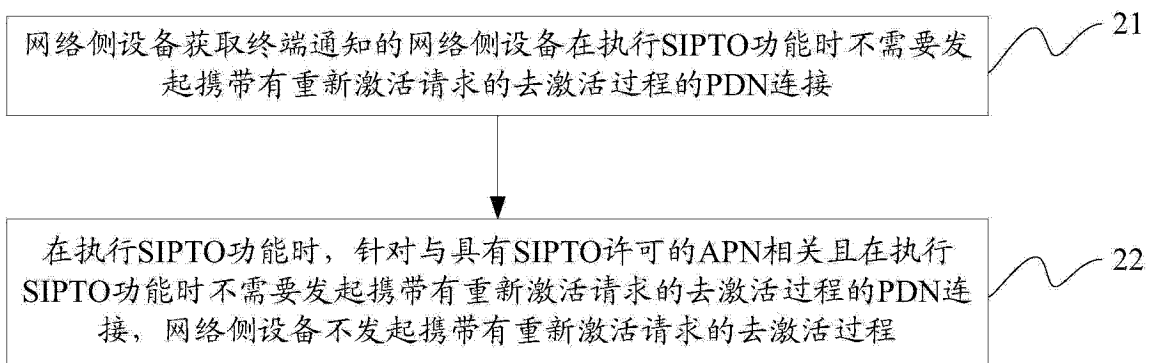 网络侧设备获取终端通知的网络侧设备在执行SIPTO功能时不需要发
起携带有重新激活请求的去激活过程的PDN连接
21
在执行SIPTO功能时，针对与具有SIPTO许可的APN相关且在执行
SIPTO功能时不需要发起携带有重新激活请求的去激活过程的PDN连
接，网络侧设备不发起携带有重新激活请求的去激活过程
22